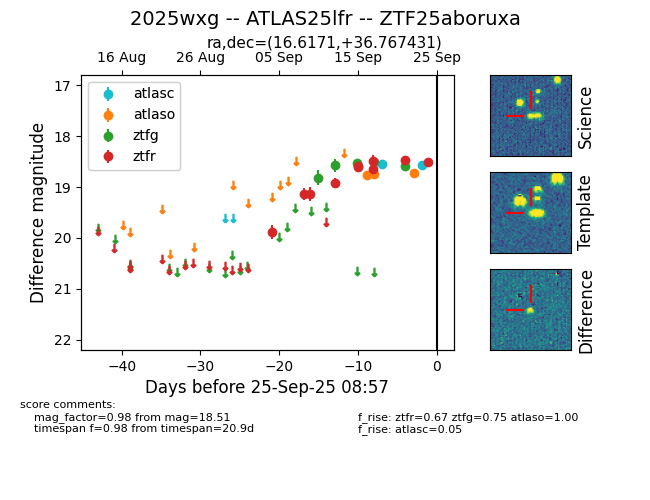 2025wxg -- ATLAS25lfr -- ZTF25aboruxa
ra,dec=(16.6171,+36.767431)
16 Aug 26 Aug 05 Sep 15 Sep 25 Sep
atlasc
atlaso
ztfg
ztfr
17
18
19
20
21
22
Difference magnitude
−40 −30 −20 −10 0
Days before 25-Sep-25 08:57
Science
Template
Difference
score comments:
mag_factor=0.98 from mag=18.51
timespan f=0.98 from timespan=20.9d
f_rise: ztfr=0.67 ztfg=0.75 atlaso=1.00
f_rise: atlasc=0.05